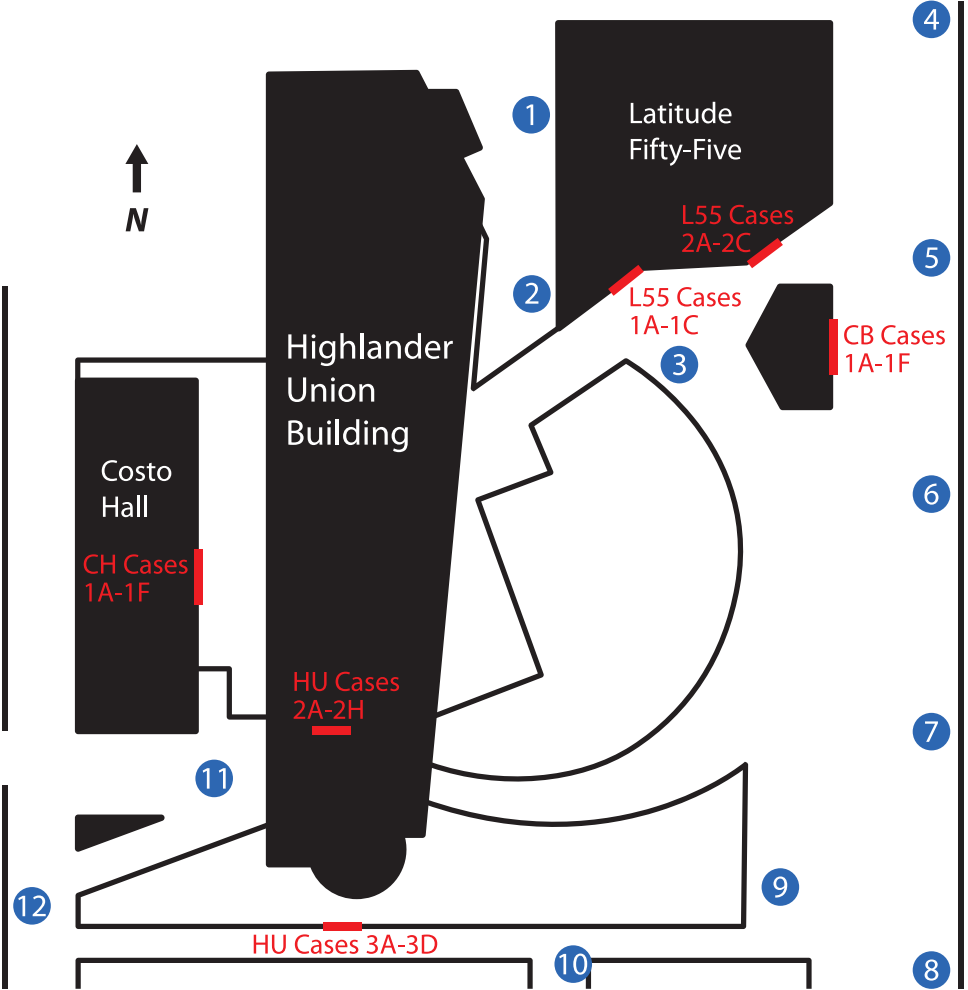 4
1
Latitude
Fifty-Five
N
L55 Cases
2A-2C
5
2
L55 Cases
1A-1C
CB Cases
1A-1F
3
Highlander
Union
Building
Costo
Hall
6
CH Cases
1A-1F
HU Cases
2A-2H
7
11
9
12
HU Cases 3A-3D
10
8